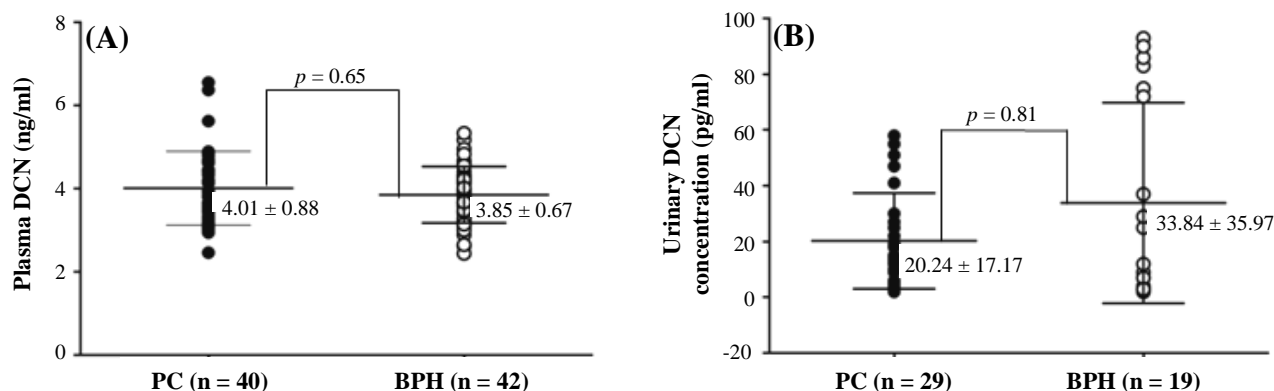 (A)
Plasma DCN (ng/ml)
8
6
4
2
0
p = 0.65
4.01 ± 0.88
3.85 ± 0.67
PC (n = 40)
BPH (n = 42)
(B)
Urinary DCN
concentration (pg/ml)
100
80
60
40
20
0
-20
p = 0.81
20.24 ± 17.17
33.84 ± 35.97
PC (n = 29)
BPH (n = 19)